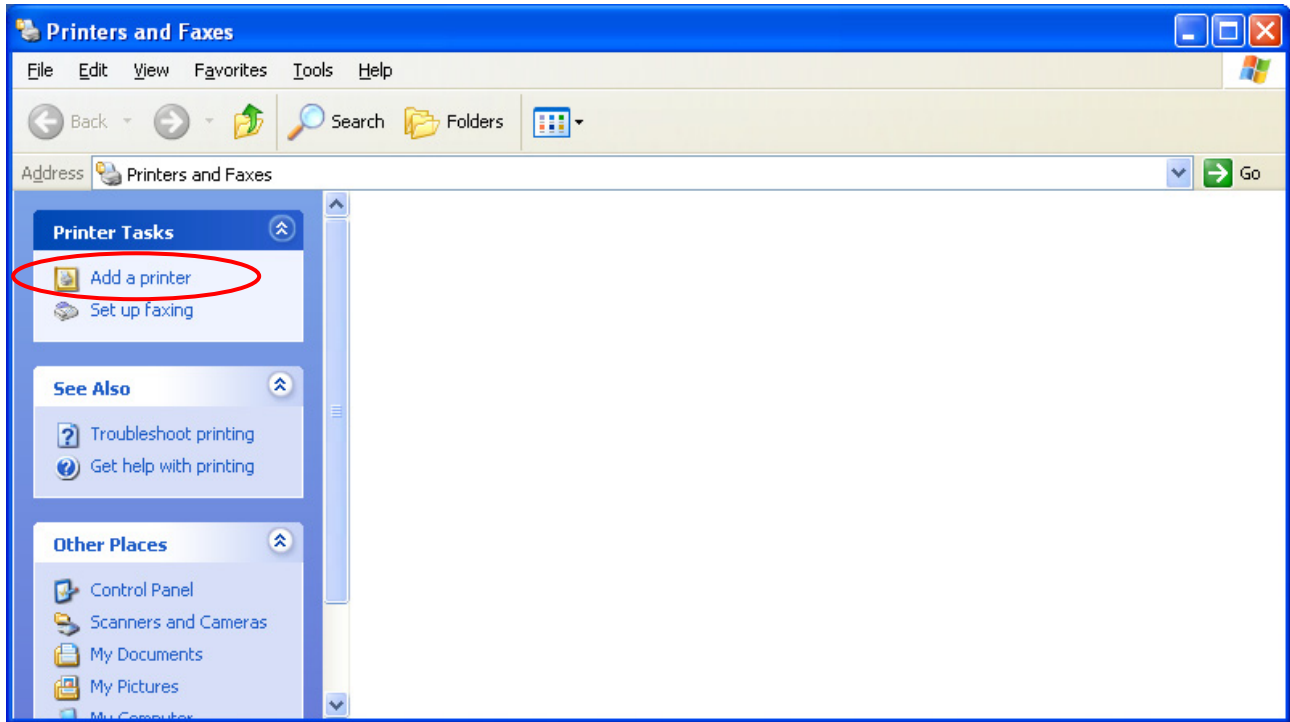 Printers and Faxes
File Edit View Favorites Tools Help
Back Search Folders
Address Printers and Faxes Go
Printer Tasks
Add a printer
Set up faxing
See Also
Troubleshoot printing
Get help with printing
Other Places
Control Panel
Scanners and Cameras
My Documents
My Pictures
My Computer